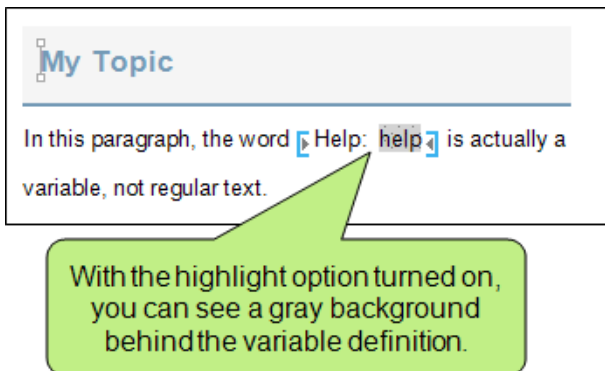 My Topic
In this paragraph, the word Help: help is actually a
variable, not regular text.
With the highlight option turned on,
you can see a gray background
behind the variable definition.